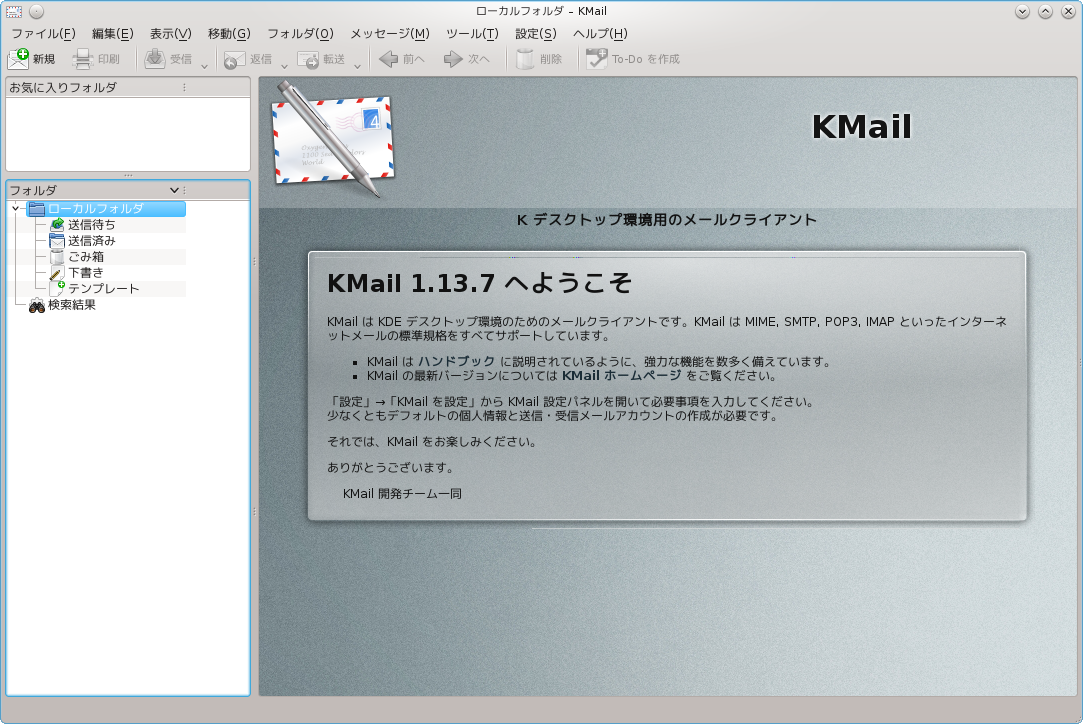 ローカルフォルダ – KMail
ファイル(F) 編集(E) 表示(V) 移動(G) フォルダ(O) メッセージ(M) ツール(T) 設定(S) ヘルプ(H)
新規 印刷 受信 返信 転送 前へ 次へ 削除 To-Do を作成
お気に入りフォルダ
フォルダ
ローカルフォルダ
送信待ち
送信済み
ごみ箱
下書き
テンプレート
検索結果
4
KMail
K デスクトップ環境用のメールクライアント
KMail 1.13.7 へようこそ
KMail は KDE デスクトップ環境のためのメールクライアントです。KMail は MIME, SMTP, POP3, IMAP といったインターネ
ットメールの標準規格をすべてサポートしています。
KMail は ハンドブック に説明されているように、強力な機能を数多く備えています。
KMail の最新バージョンについては KMail ホームページ をご覧ください。
「設定」→「KMail を設定」から KMail 設定パネルを開いて必要事項を入力してください。
少なくともデフォルトの個人情報と送信・受信メールアカウントの作成が必要です。
それでは、KMail をお楽しみください。
ありがとうございます。
KMail 開発チーム一同